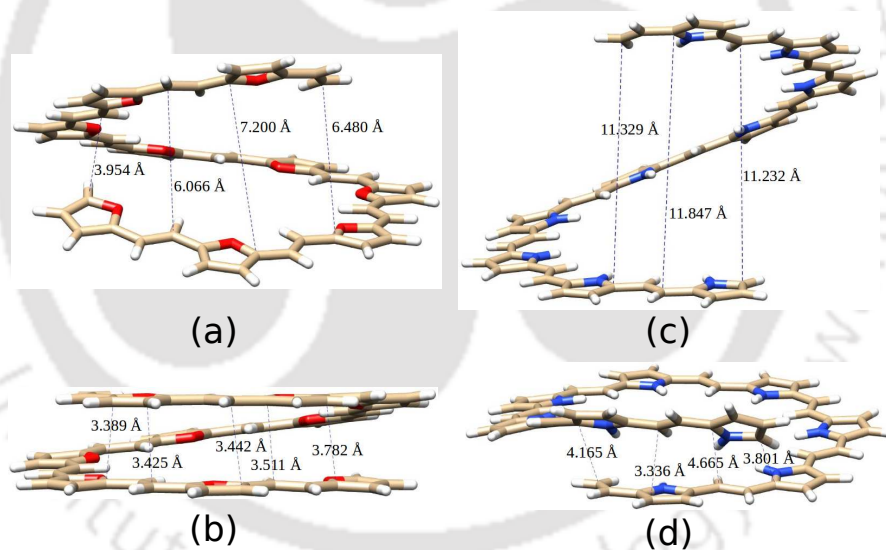 7.200 Å
6.480 Å
3.954 Å
6.066 Å
(a)
11.329 Å
11.232 Å
11.847 Å
(c)
3.389 Å
3.442 Å
3.425 Å
3.511 Å
3.782 Å
(b)
4.165 Å
3.336 Å
4.665 Å
3.801 Å
(d)